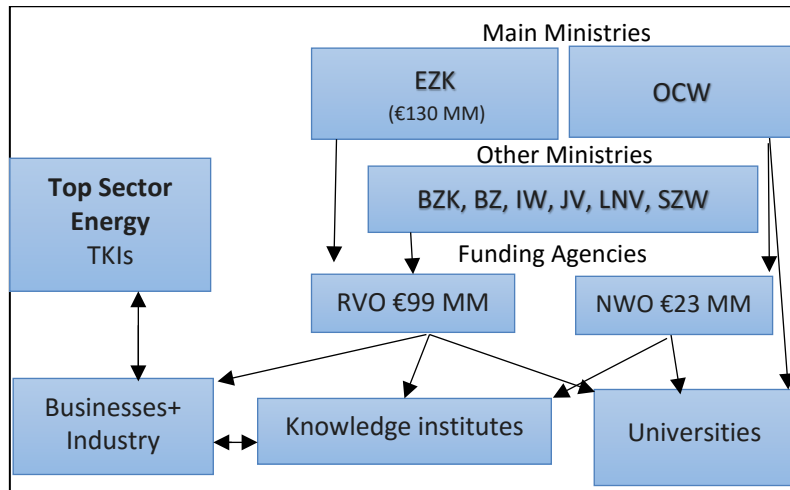 Main Ministries
EZK
(€130 MM)
OCW
Other Ministries
BZK, BZ, IW, JV, LNV, SZW
Top Sector
Energy
TKIs
Funding Agencies
RVO €99 MM
NWO €23 MM
Businesses+
Industry
Knowledge institutes
Universities